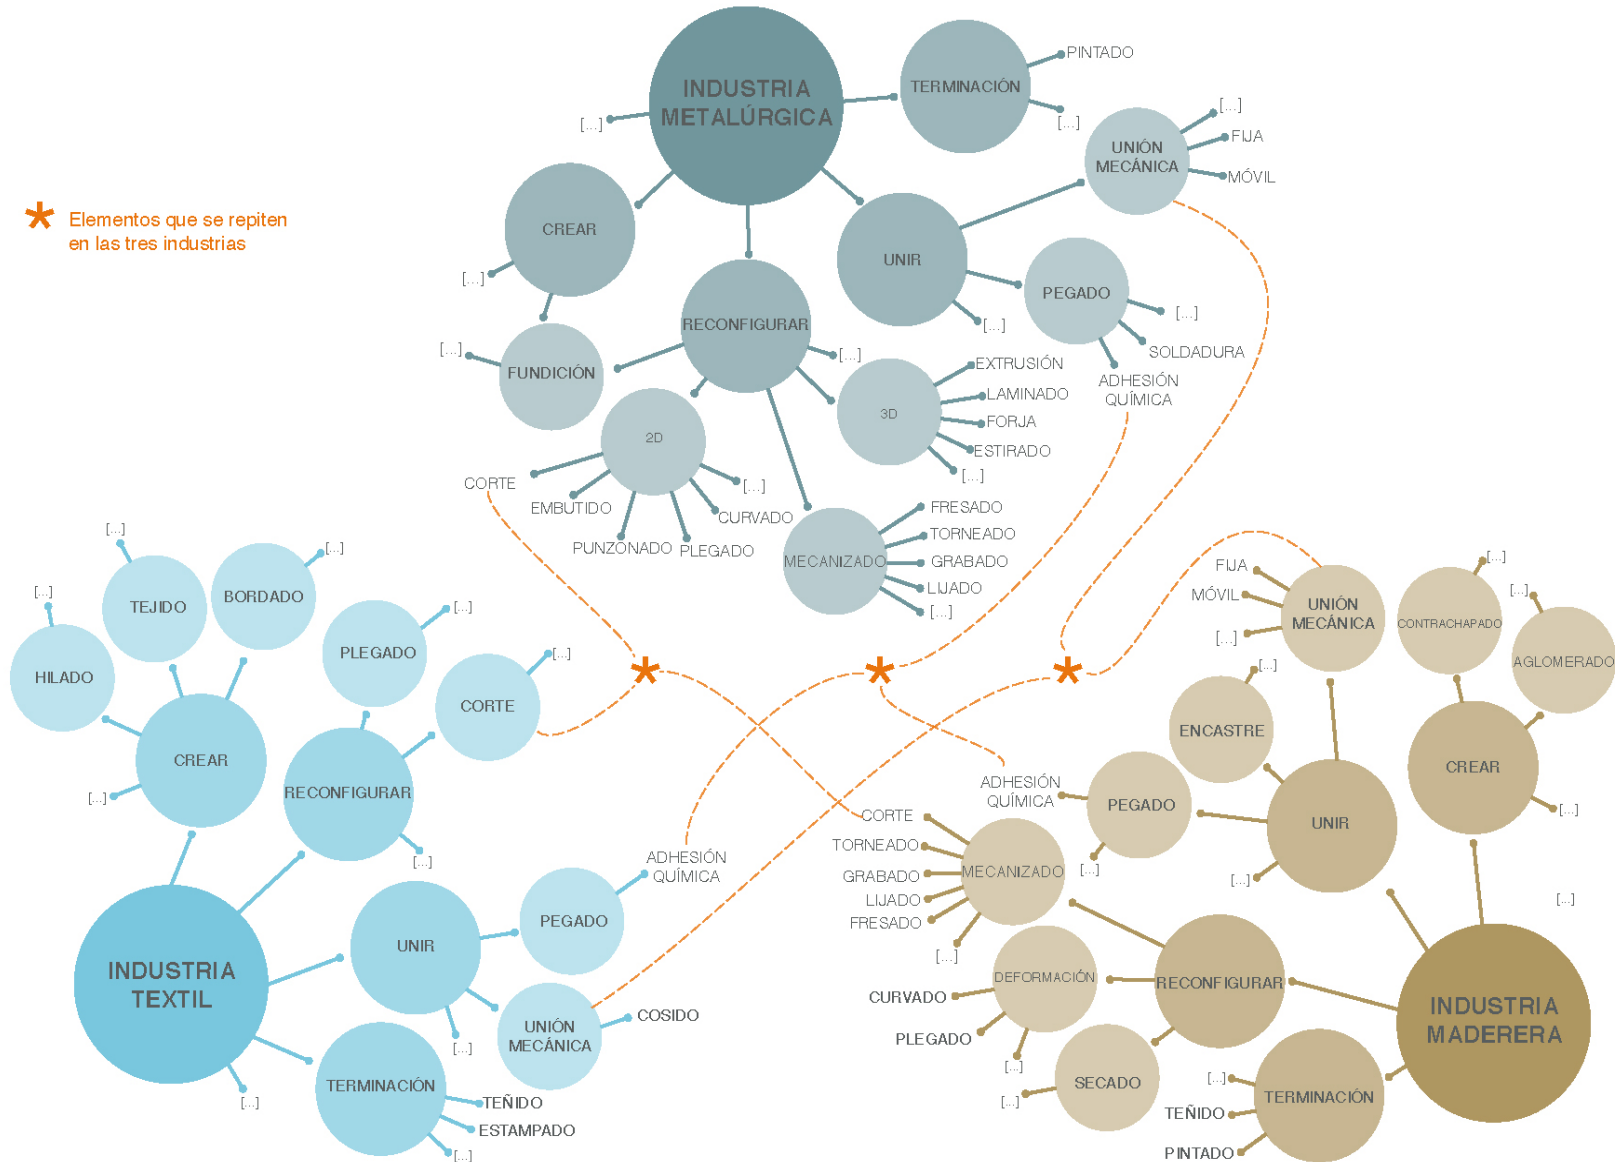 INDUSTRIA
METALÚRGICA
[...]
TERMINACIÓN
PINTADO
[...]
UNIÓN
MECÁNICA
[...]
FIJA
MÓVIL
Elementos que se repiten
en las tres industrias
CREAR
[...]
UNIR
[...]
PEGADO
[...]
SOLDADURA
ADHESIÓN
QUÍMICA
RECONFIGURAR
[...]
FUNDICIÓN
[...]
2D
CORTE
EMBUTIDO
PUNZONADO
PLEGADO
CURVADO
[...]
3D
EXTRUSIÓN
LAMINADO
FORJA
ESTIRADO
[...]
MECANIZADO
FRESADO
TORNEADO
GRABADO
LIJADO
[...]
INDUSTRIA
TEXTIL
[...]
CREAR
[...]
HILADO
[...]
TEJIDO
[...]
BORDADO
[...]
RECONFIGURAR
[...]
PLEGADO
[...]
CORTE
[...]
UNIR
[...]
PEGADO
ADHESIÓN
QUÍMICA
UNIÓN
MECÁNICA
COSIDO
TERMINACIÓN
TEÑIDO
ESTAMPADO
[...]
INDUSTRIA
MADERERA
[...]
CREAR
[...]
CONTRACHAPADO
[...]
AGLOMERADO
[...]
UNIR
[...]
UNIÓN
MECÁNICA
FIJA
MÓVIL
[...]
ENCASTRE
[...]
PEGADO
ADHESIÓN
QUÍMICA
[...]
RECONFIGURAR
MECANIZADO
CORTE
TORNEADO
GRABADO
LIJADO
FRESADO
[...]
DEFORMACIÓN
CURVADO
PLEGADO
[...]
SECADO
[...]
TERMINACIÓN
[...]
TEÑIDO
PINTADO